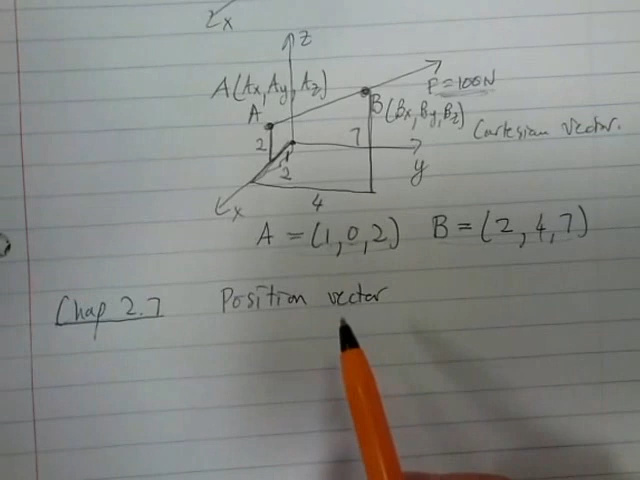 x
z
A(Ax, Ay, Az)
F = 100N
A
B(Bx, By, Bz)
Cartesian vector.
2
7
1
2
y
x
4
A = (1, 0, 2) B = (2, 4, 7)
Chap 2.7 Position vector